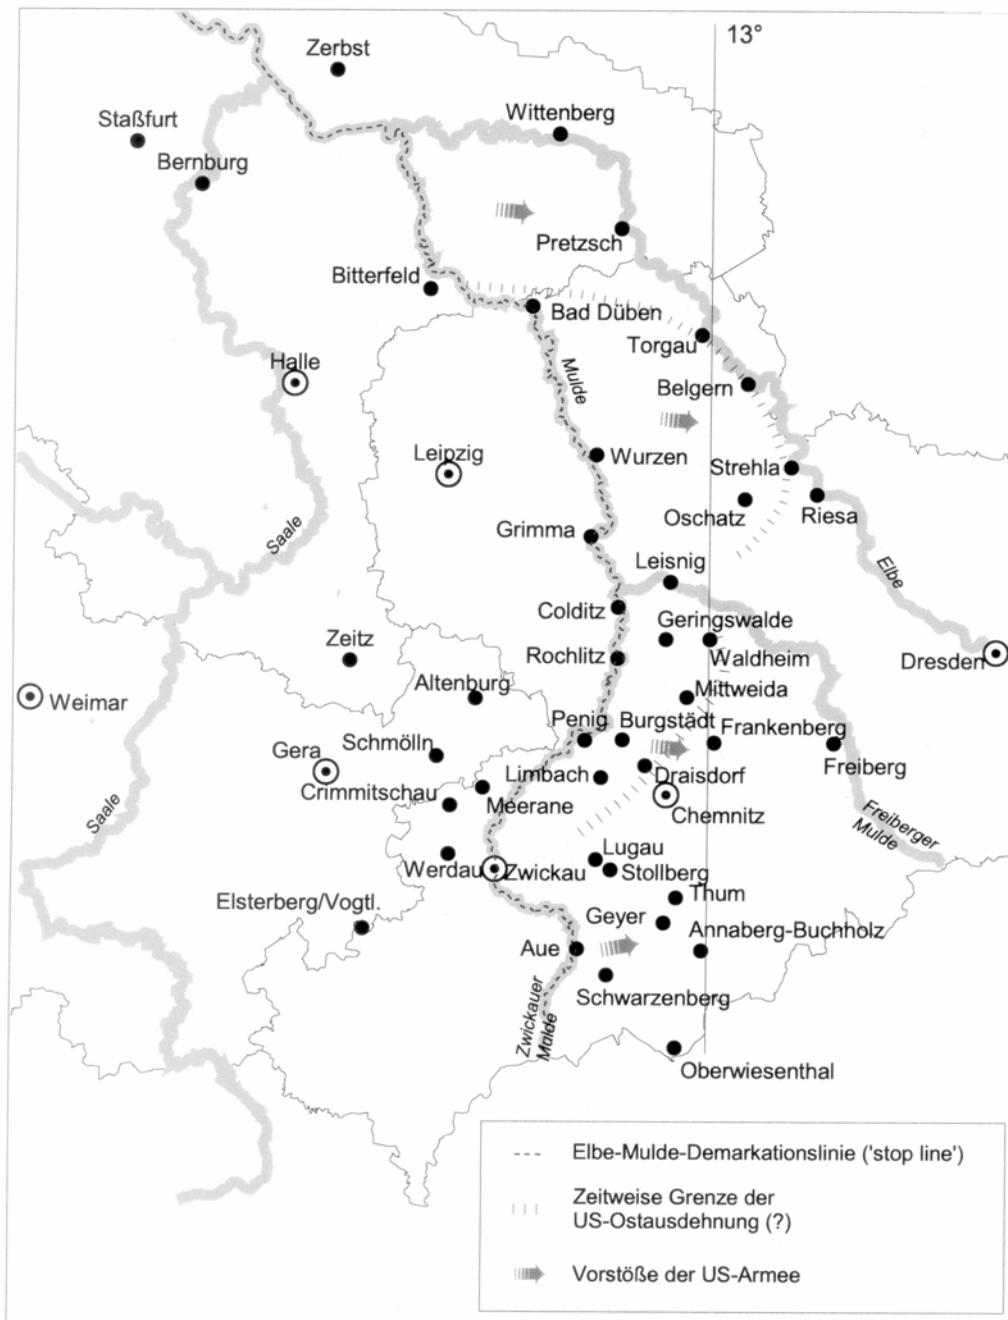 13°
Zerbst
Wittenberg
Staßfurt
Bernburg
Pretzsch
Bitterfeld
Bad Düben
Torgau
Halle
Belgern
Mulde
Leipzig
Wurzen
Strehla
Oschatz
Riesa
Grimma
Saale
Leisnig
Elbe
Colditz
Geringswalde
Zeitz
Rochlitz
Waldheim
Dresden
Altenburg
Mittweida
Weimar
Penig
Burgstädt
Frankenberg
Schmölln
Gera
Limbach
Draisdorf
Freiberg
Crimmitschau
Meerane
Chemnitz
Saale
Freiberger
Mulde
Lugau
Werdau
Zwickau
Stollberg
Thum
Elsterberg/Vogtl.
Geyer
Annaberg-Buchholz
Aue
Schwarzenberg
Zwickauer
Mulde
Oberwiesenthal
Elbe-Mulde-Demarkationslinie ('stop line')
Zeitweise Grenze der
US-Ostausdehnung (?)
Vorstöße der US-Armee